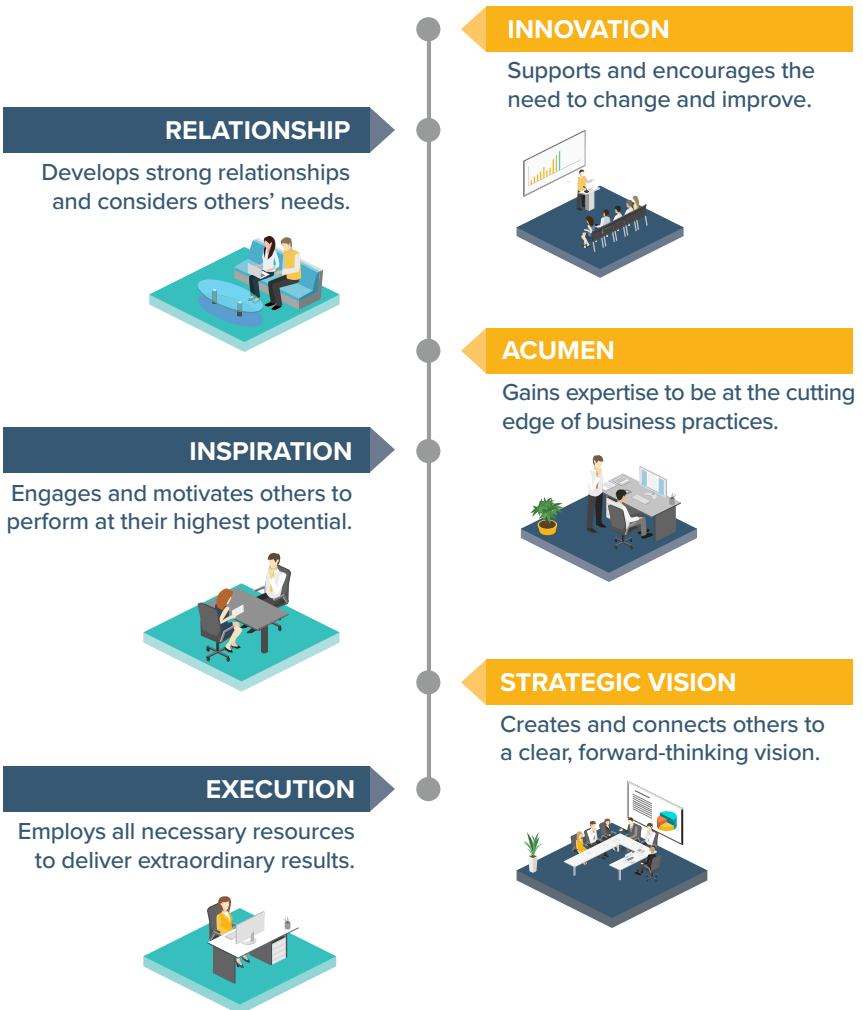 INNOVATION
Supports and encourages the
need to change and improve.
RELATIONSHIP
Develops strong relationships
and considers others’ needs.
ACUMEN
Gains expertise to be at the cutting
edge of business practices.
INSPIRATION
Engages and motivates others to
perform at their highest potential.
STRATEGIC VISION
Creates and connects others to
a clear, forward-thinking vision.
EXECUTION
Employs all necessary resources
to deliver extraordinary results.